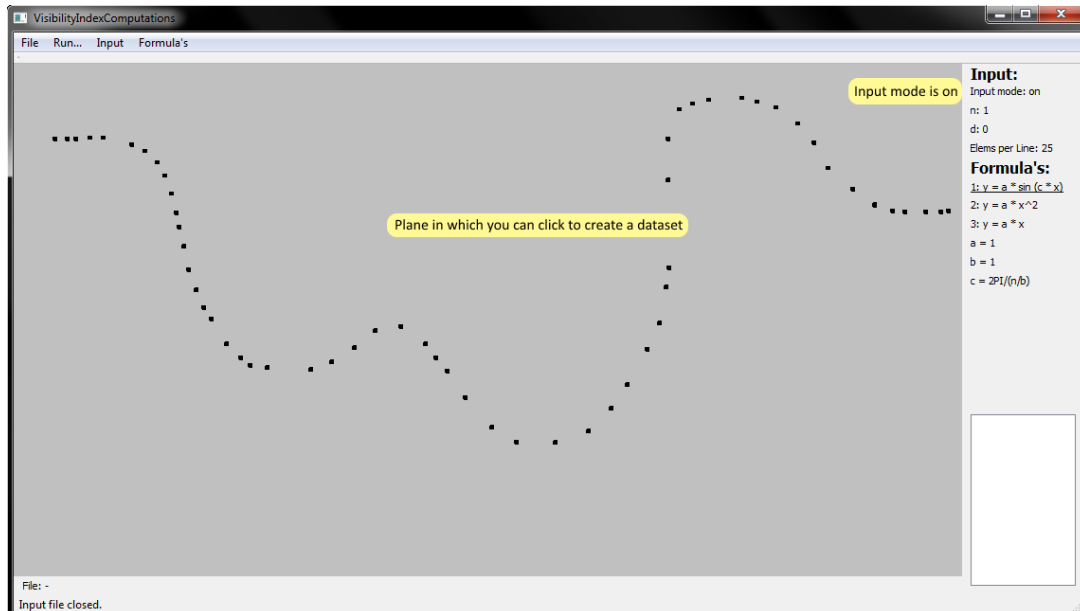 VisibilityIndexComputations
File Run... Input Formula's
Input mode is on
Plane in which you can click to create a dataset
Input:
Input mode: on
n: 1
d: 0
Elems per Line: 25
Formula's:
1: y = a * sin (c * x)
2: y = a * x^2
3: y = a * x
a = 1
b = 1
c = 2PI/(n/b)
File: -
Input file closed.